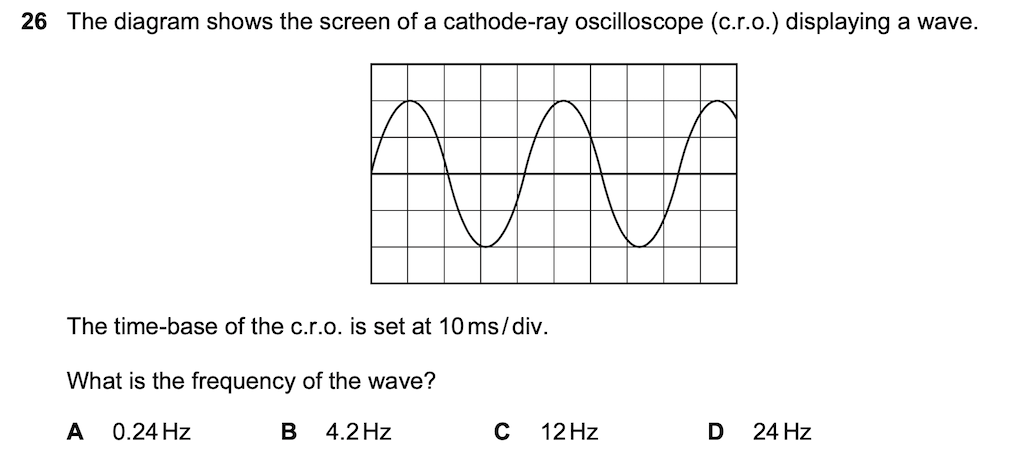 26 The diagram shows the screen of a cathode-ray oscilloscope (c.r.o.) displaying a wave.
The time-base of the c.r.o. is set at 10 ms / div.
What is the frequency of the wave?
A 0.24 Hz B 4.2 Hz C 12 Hz D 24 Hz